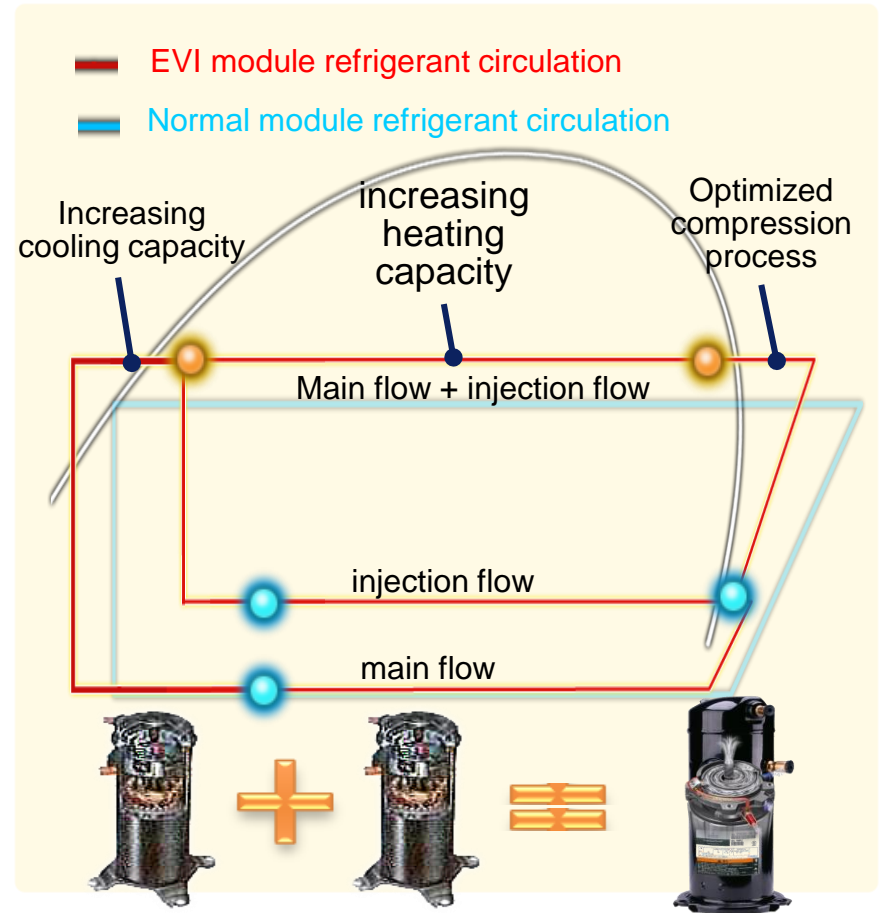 EVI module refrigerant circulation
Normal module refrigerant circulation
Increasing
cooling capacity
increasing
heating
capacity
Optimized
compression
process
Main flow + injection flow
injection flow
main flow